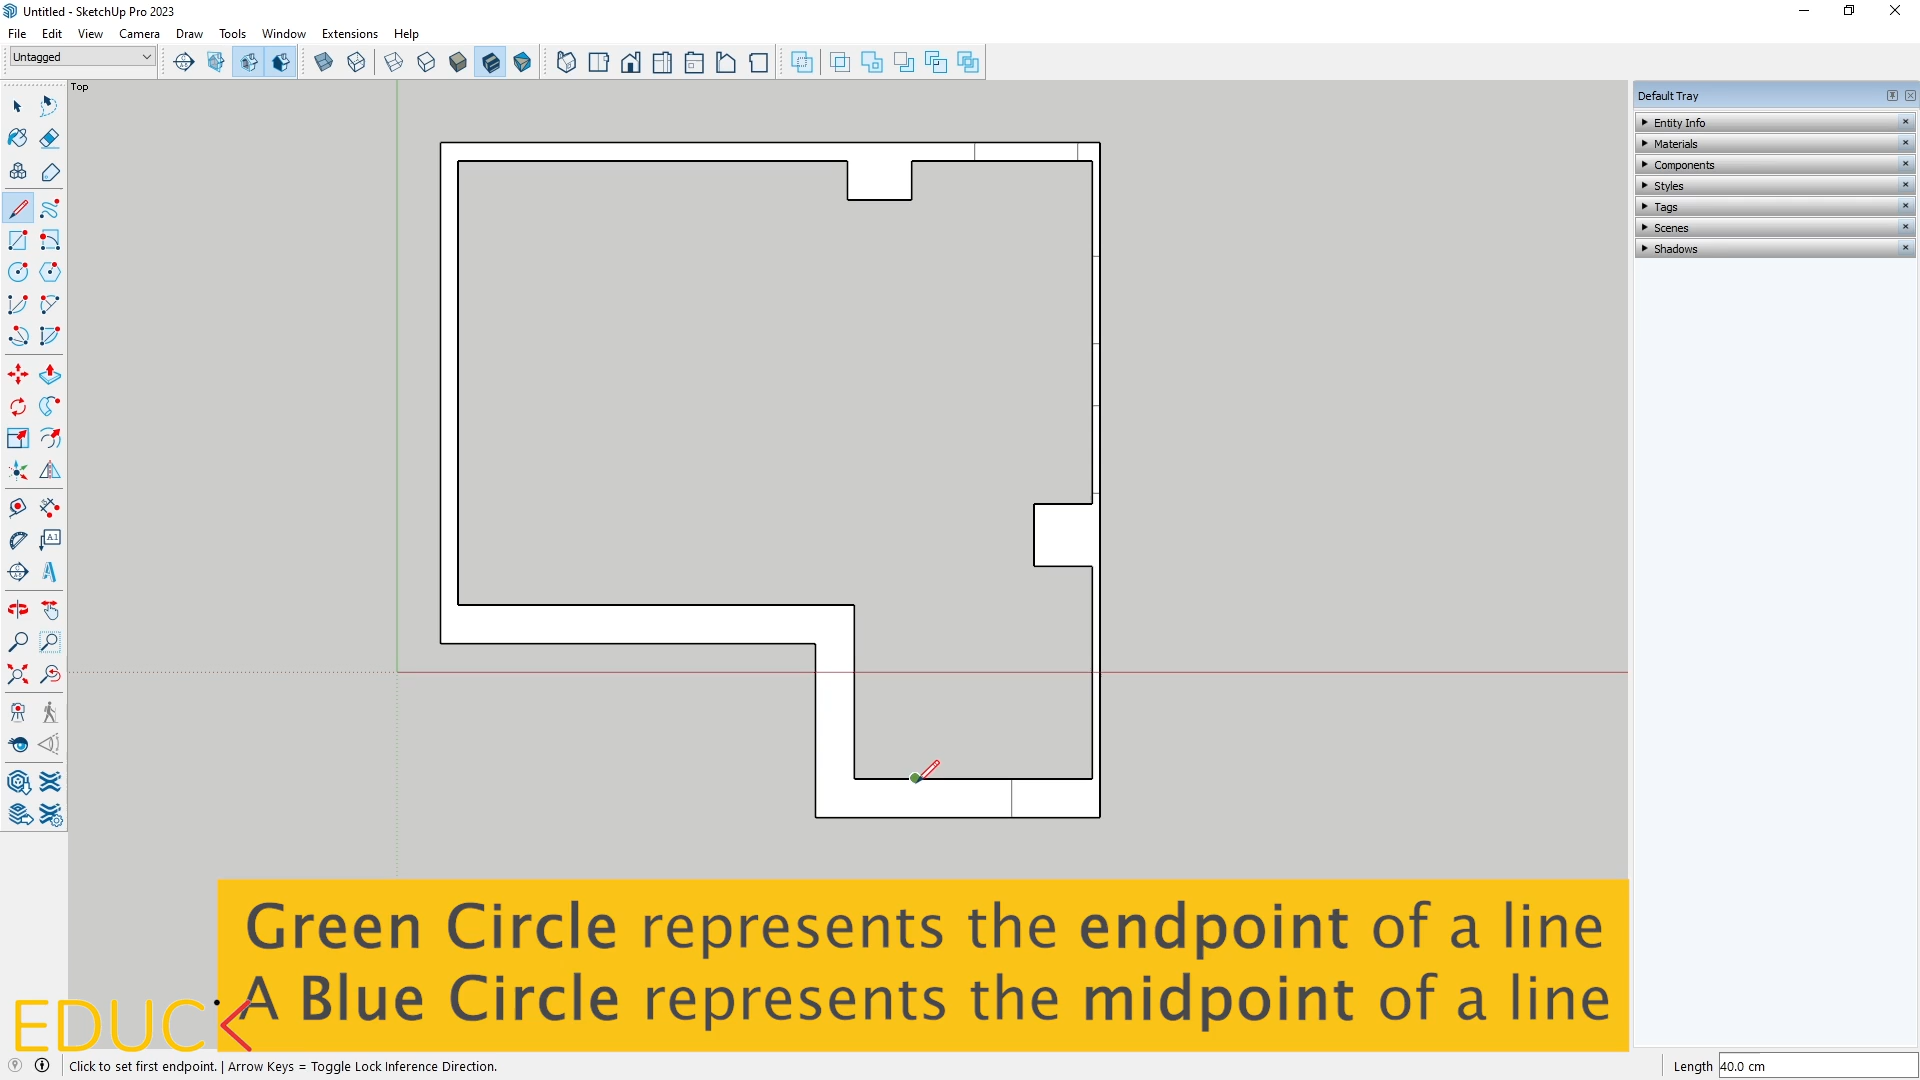 Untitled - SketchUp Pro 2023
File Edit View Camera Draw Tools Window Extensions Help
Untagged
Top
Default Tray
Entity Info
Materials
Components
Styles
Tags
Scenes
Shadows
Green Circle represents the endpoint of a line
A Blue Circle represents the midpoint of a line
EDUC
Click to set first endpoint. | Arrow Keys = Toggle Lock Inference Direction.
Length 40.0 cm